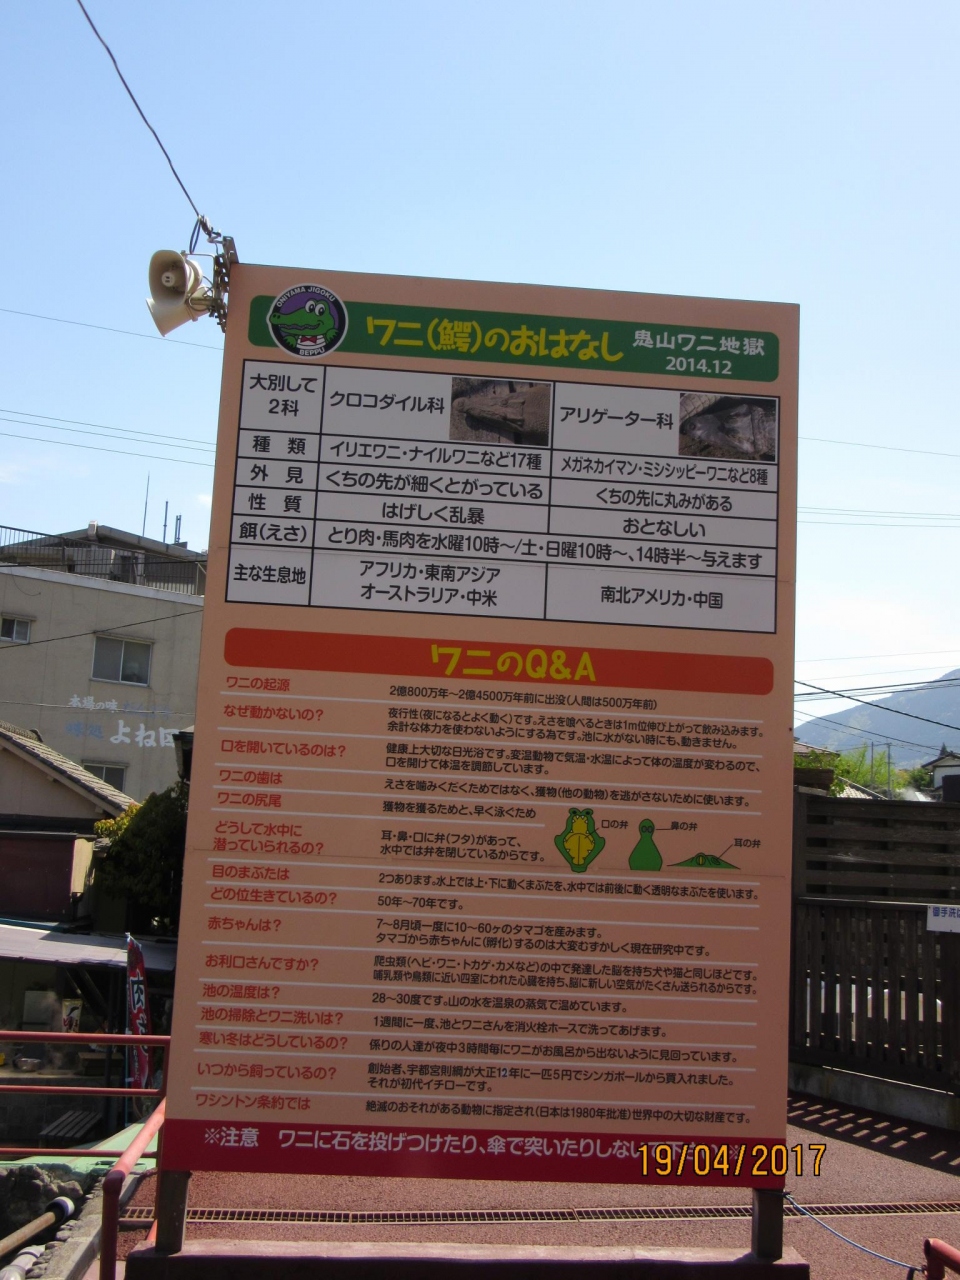 ONIYAMA JIGOKU
BEPPU
ワニ(鰐)のおはなし
鬼山ワニ地獄
2014.12
大別して
2科
クロコダイル科
アリゲーター科
種 類
イリエワニ・ナイルワニなど17種
メガネカイマン・ミシシッピーワニなど8種
外 見
くちの先が細くとがっている
くちの先に丸みがある
性 質
はげしく乱暴
おとなしい
餌(えさ)
とり肉・馬肉を水曜10時〜/土・日曜10時〜、14時半〜与えます
主な生息地
アフリカ・東南アジア
オーストラリア・中米
南北アメリカ・中国
ワニのQ&A
ワニの起源
2億800万年〜2億4500万年前に出没(人間は500万年前)
なぜ動かないの?
夜行性(夜になるとよく動く)です。えさを喰べるときは1m位伸び上がって飲み込みます。
余計な体力を使わないようにする為です。池に水がない時にも、動きません。
口を開いているのは?
健康上大切な日光浴です。変温動物で気温・水温によって体の温度が変わるので、
口を開けて体温を調節しています。
ワニの歯は
えさを噛みくだくためではなく、獲物(他の動物)を逃がさないために使います。
ワニの尻尾
獲物を獲るためと、早く泳ぐため
どうして水中に
潜っていられるの?
耳・鼻・口に弁(フタ)があって、
水中では弁を閉じているからです。
口の弁
鼻の弁
耳の弁
目のまぶたは
2つあります。水上では上・下に動くまぶたを、水中では前後に動く透明なまぶたを使います。
どの位生きているの?
50年〜70年です。
赤ちゃんは?
7〜8月頃一度に10〜60ヶのタマゴを産みます。
タマゴから赤ちゃんに(孵化)するのは大変むずかしく現在研究中です。
お利口さんですか?
爬虫類(ヘビ・ワニ・トカゲ・カメなど)の中で発達した脳を持ち犬や猫と同じほどです。
哺乳類や鳥類に近い四室にわれた心臓を持ち、脳に新しい空気がたくさん送られるからです。
池の温度は?
28〜30度です。山の水を温泉の蒸気で温めています。
池の掃除とワニ洗いは?
1週間に一度、池とワニさんを消火栓ホースで洗ってあげます。
寒い冬はどうしているの?
係りの人達が夜中3時間毎にワニがお風呂から出ないように見回っています。
いつから飼っているの?
創始者、宇都宮則綱が大正12年に一匹5円でシンガポールから買入れました。
それが初代イチローです。
ワシントン条約では
絶滅のおそれがある動物に指定され(日本は1980年批准)世界中の大切な財産です。
※注意 ワニに石を投げつけたり、傘で突いたりしないで下
19/04/2017
本場の味
よね田
御手洗